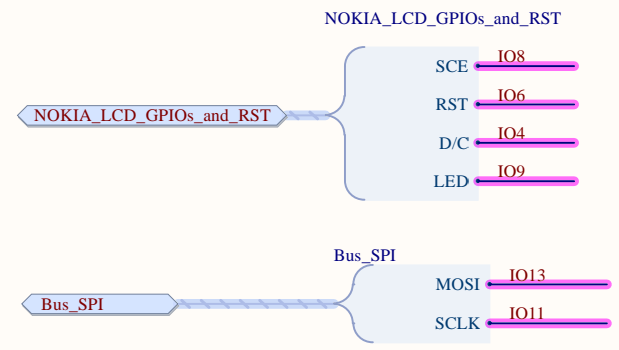 NOKIA_LCD_GPIOs_and_RST
SCE IO8
RST IO6
NOKIA_LCD_GPIOs_and_RST
D/C IO4
LED IO9
Bus_SPI
MOSI IO13
Bus_SPI
SCLK IO11